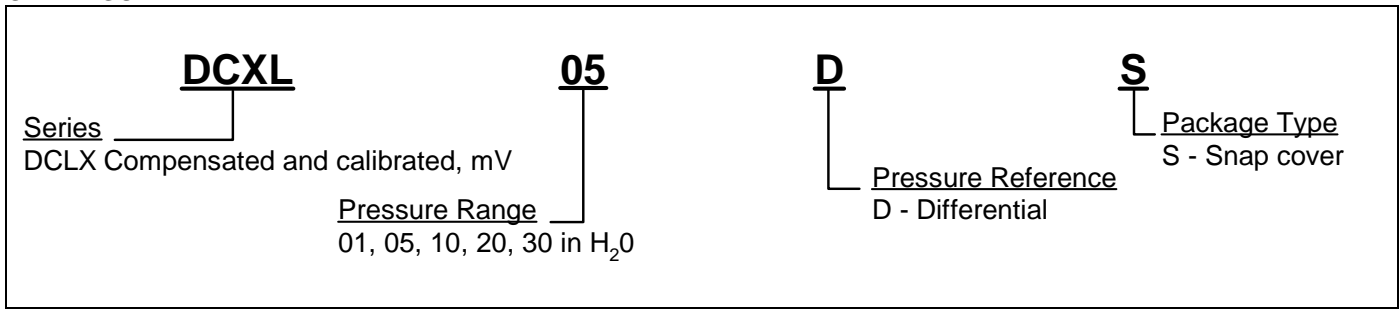 DCXL 05 D S
Series
DCLX Compensated and calibrated, mV
Pressure Range
01, 05, 10, 20, 30 in H₂0
Pressure Reference
D - Differential
Package Type
S - Snap cover